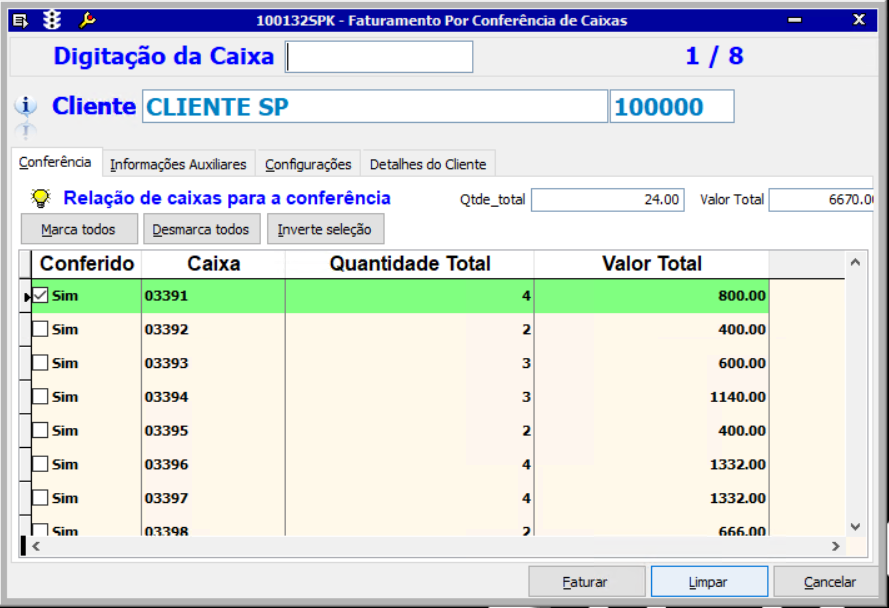 100132SPK - Faturamento Por Conferência de Caixas
Digitação da Caixa 1 / 8
Cliente CLIENTE SP 100000
Conferência Informações Auxiliares Configurações Detalhes do Cliente
Relação de caixas para a conferência Qtde_total 24.00 Valor Total 6670.0
Marca todos Desmarca todos Inverte seleção
Conferido Caixa Quantidade Total Valor Total
Sim 03391 4 800.00
Sim 03392 2 400.00
Sim 03393 3 600.00
Sim 03394 3 1140.00
Sim 03395 2 400.00
Sim 03396 4 1332.00
Sim 03397 4 1332.00
Sim 03398 2 666.00
Faturar Limpar Cancelar